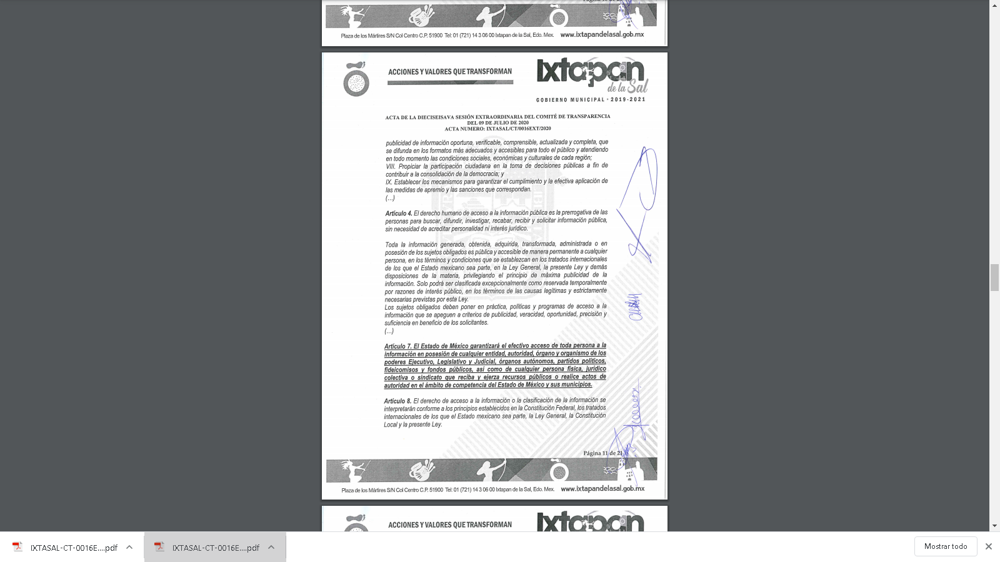 Plaza de los Mártires S/N Col Centro C.P. 51900 Tel: 01 (721) 14 3 06 00 Ixtapan de la Sal, Edo. Mex. www.ixtapandelasal.gob.mx
ACCIONES Y VALORES QUE TRANSFORMAN
Ixtapan
de la Sal
GOBIERNO MUNICIPAL · 2019-2021
ACTA DE LA DIECISEISAVA SESIÓN EXTRAORDINARIA DEL COMITÉ DE TRANSPARENCIA
DEL 09 DE JULIO DE 2020
ACTA NUMERO: IXTASAL/CT/0016EXT/2020
publicidad de información oportuna, verificable, comprensible, actualizada y completa, que
se difunda en los formatos más adecuados y accesibles para todo el público y atendiendo
en todo momento las condiciones sociales, económicas y culturales de cada región;
VIII. Propiciar la participación ciudadana en la toma de decisiones públicas a fin de
contribuir a la consolidación de la democracia; y
IX. Establecer los mecanismos para garantizar el cumplimiento y la efectiva aplicación de
las medidas de apremio y las sanciones que correspondan.
(…)
Artículo 4. El derecho humano de acceso a la información pública es la prerrogativa de las
personas para buscar, difundir, investigar, recabar, recibir y solicitar información pública,
sin necesidad de acreditar personalidad ni interés jurídico.
Toda la información generada, obtenida, adquirida, transformada, administrada o en
posesión de los sujetos obligados es pública y accesible de manera permanente a cualquier
persona, en los términos y condiciones que se establezcan en los tratados internacionales
de los que el Estado mexicano sea parte, en la Ley General, la presente Ley y demás
disposiciones de la materia, privilegiando el principio de máxima publicidad de la
información. Solo podrá ser clasificada excepcionalmente como reservada temporalmente
por razones de interés público, en los términos de las causas legítimas y estrictamente
necesarias previstas por esta Ley.
Los sujetos obligados deben poner en práctica, políticas y programas de acceso a la
información que se apeguen a criterios de publicidad, veracidad, oportunidad, precisión y
suficiencia en beneficio de los solicitantes.
(…)
Artículo 7. El Estado de México garantizará el efectivo acceso de toda persona a la
información en posesión de cualquier entidad, autoridad, órgano y organismo de los
poderes Ejecutivo, Legislativo y Judicial, órganos autónomos, partidos políticos,
fideicomisos y fondos públicos, así como de cualquier persona física, jurídico
colectiva o sindicato que reciba y ejerza recursos públicos o realice actos de
autoridad en el ámbito de competencia del Estado de México y sus municipios.
Artículo 8. El derecho de acceso a la información o la clasificación de la información se
interpretarán conforme a los principios establecidos en la Constitución Federal, los tratados
internacionales de los que el Estado mexicano sea parte, la Ley General, la Constitución
Local y la presente Ley.
Página 11 de 21
Plaza de los Mártires S/N Col Centro C.P. 51900 Tel: 01 (721) 14 3 06 00 Ixtapan de la Sal, Edo. Mex. www.ixtapandelasal.gob.mx
ACCIONES Y VALORES QUE TRANSFORMAN
Ixtapan
IXTASAL-CT-0016E....pdf
IXTASAL-CT-0016E....pdf
Mostrar todo